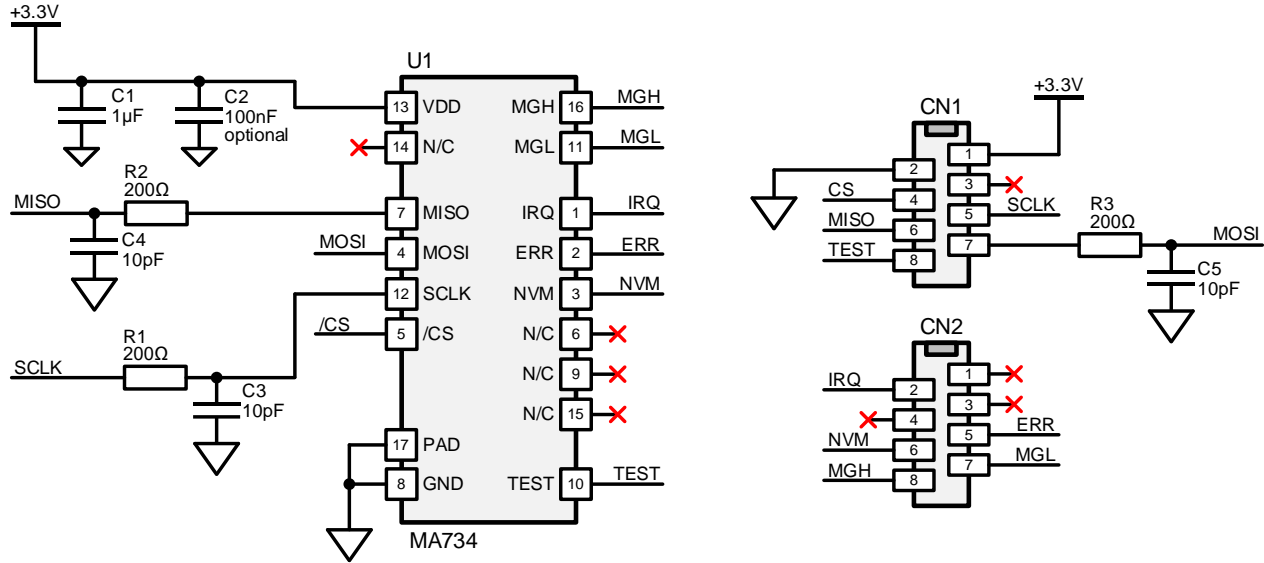 +3.3V
C1
1µF
C2
100nF
optional
R2
200Ω
MISO
C4
10pF
R1
200Ω
SCLK
C3
10pF
MOSI
/CS
U1
13 VDD
14 N/C
7 MISO
4 MOSI
12 SCLK
5 /CS
17 PAD
8 GND
MGH 16 MGH
MGL 11 MGL
IRQ 1 IRQ
ERR 2 ERR
NVM 3 NVM
N/C 6
N/C 9
N/C 15
TEST 10 TEST
MA734
+3.3V
CN1
1
2
3
CS 4
5 SCLK
MISO 6
7
TEST 8
R3
200Ω
MOSI
C5
10pF
CN2
1
IRQ 2
3
4
5 ERR
NVM 6
7 MGL
MGH 8